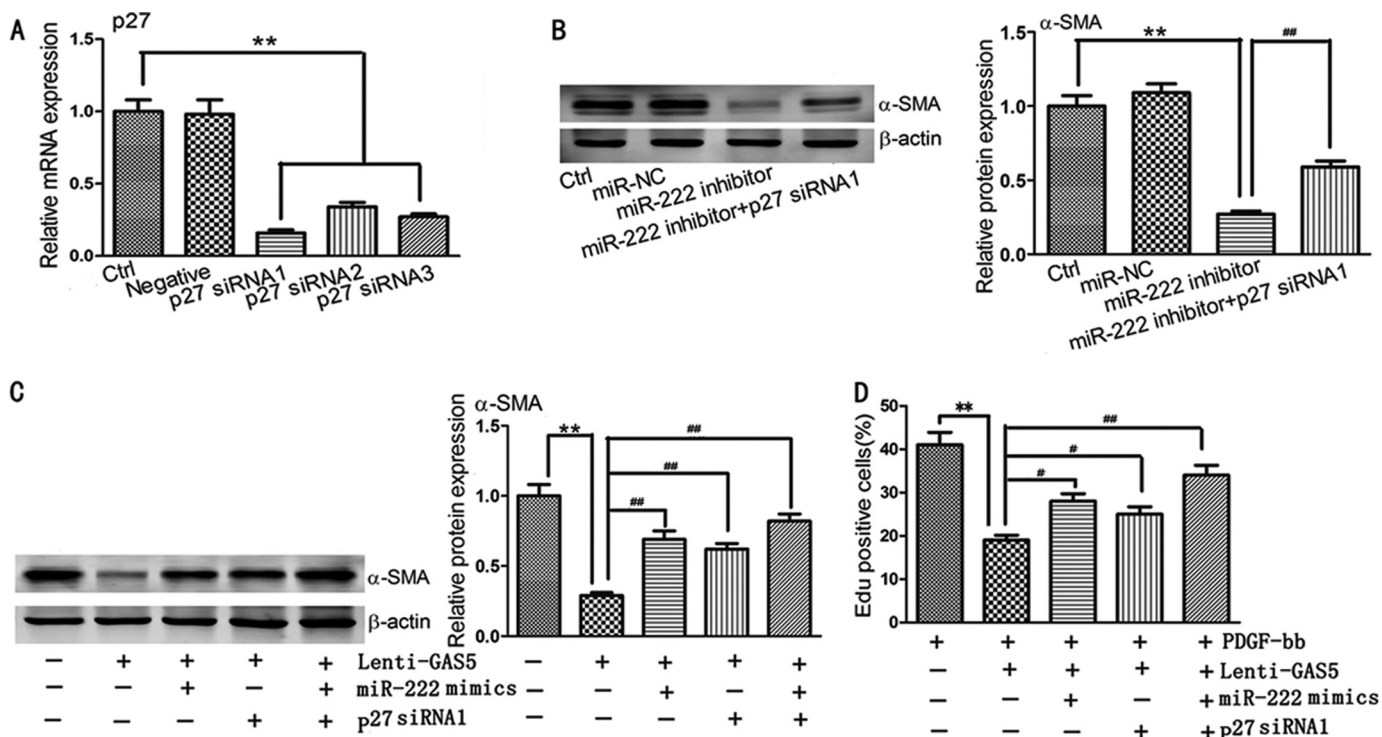 A
p27
Relative mRNA expression
1.5
1.0
0.5
0.0
**
Ctrl
Negative
p27 siRNA1
p27 siRNA2
p27 siRNA3
B
α-SMA
β-actin
Ctrl
miR-NC
miR-222 inhibitor
miR-222 inhibitor+p27 siRNA1
α-SMA
Relative protein expression
1.5
1.0
0.5
0.0
**
##
Ctrl
miR-NC
miR-222 inhibitor
miR-222 inhibitor+p27 siRNA1
C
α-SMA
β-actin
α-SMA
Relative protein expression
1.5
1.0
0.5
0.0
**
##
##
##
− + + + + Lenti-GAS5 − + + + +
− − + − + miR-222 mimics − − + − +
− − − + + p27 siRNA1 − − − + +
D
Edu positive cells(%)
50
40
30
20
10
0
**
##
#
#
+ + + + + PDGF-bb
− + + + + Lenti-GAS5
− − + − + miR-222 mimics
− − − + + p27 siRNA1